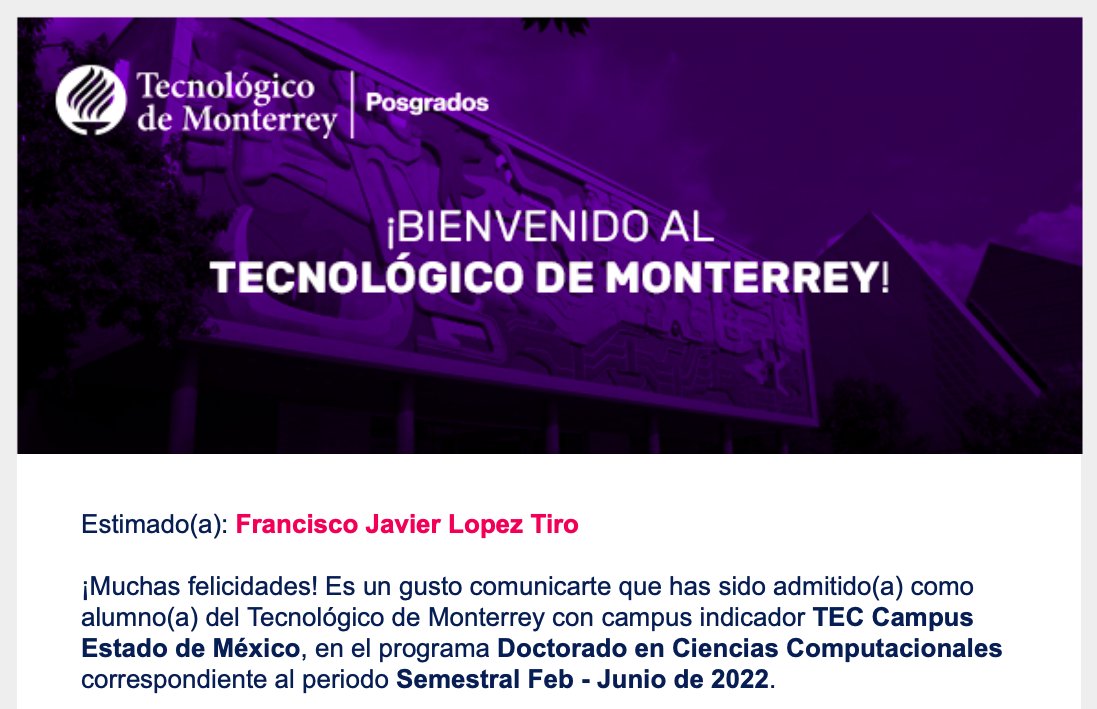 Tecnológico
de Monterrey
Posgrados
¡BIENVENIDO AL
TECNOLÓGICO DE MONTERREY!
Estimado(a): Francisco Javier Lopez Tiro
¡Muchas felicidades! Es un gusto comunicarte que has sido admitido(a) como
alumno(a) del Tecnológico de Monterrey con campus indicador TEC Campus
Estado de México, en el programa Doctorado en Ciencias Computacionales
correspondiente al periodo Semestral Feb - Junio de 2022.